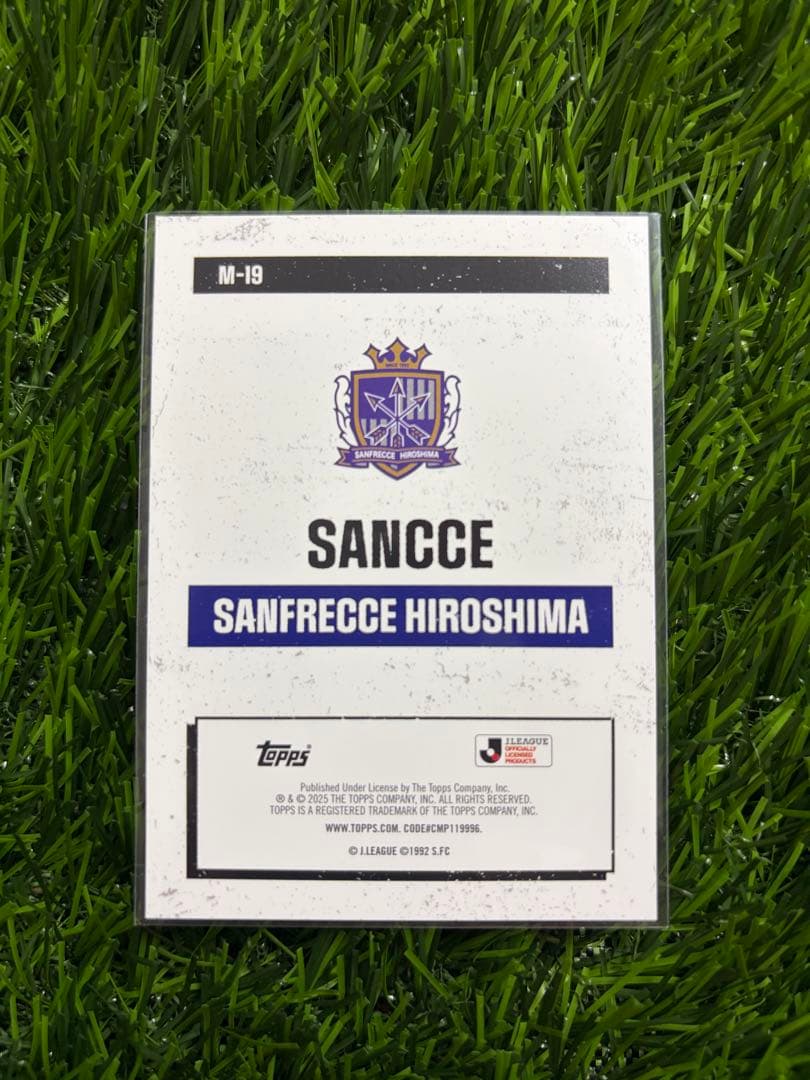 M-19
SINCE 1992
SANFRECCE HIROSHIMA
SANCCE
SANFRECCE HIROSHIMA
Topps®
J.LEAGUE
OFFICIALLY
LICENSED
PRODUCTS
Published Under License by The Topps Company, Inc.
® & © 2025 THE TOPPS COMPANY, INC. ALL RIGHTS RESERVED.
TOPPS IS A REGISTERED TRADEMARK OF THE TOPPS COMPANY, INC.
WWW.TOPPS.COM. CODE#CMP119996.
© J.LEAGUE ©1992 S.FC